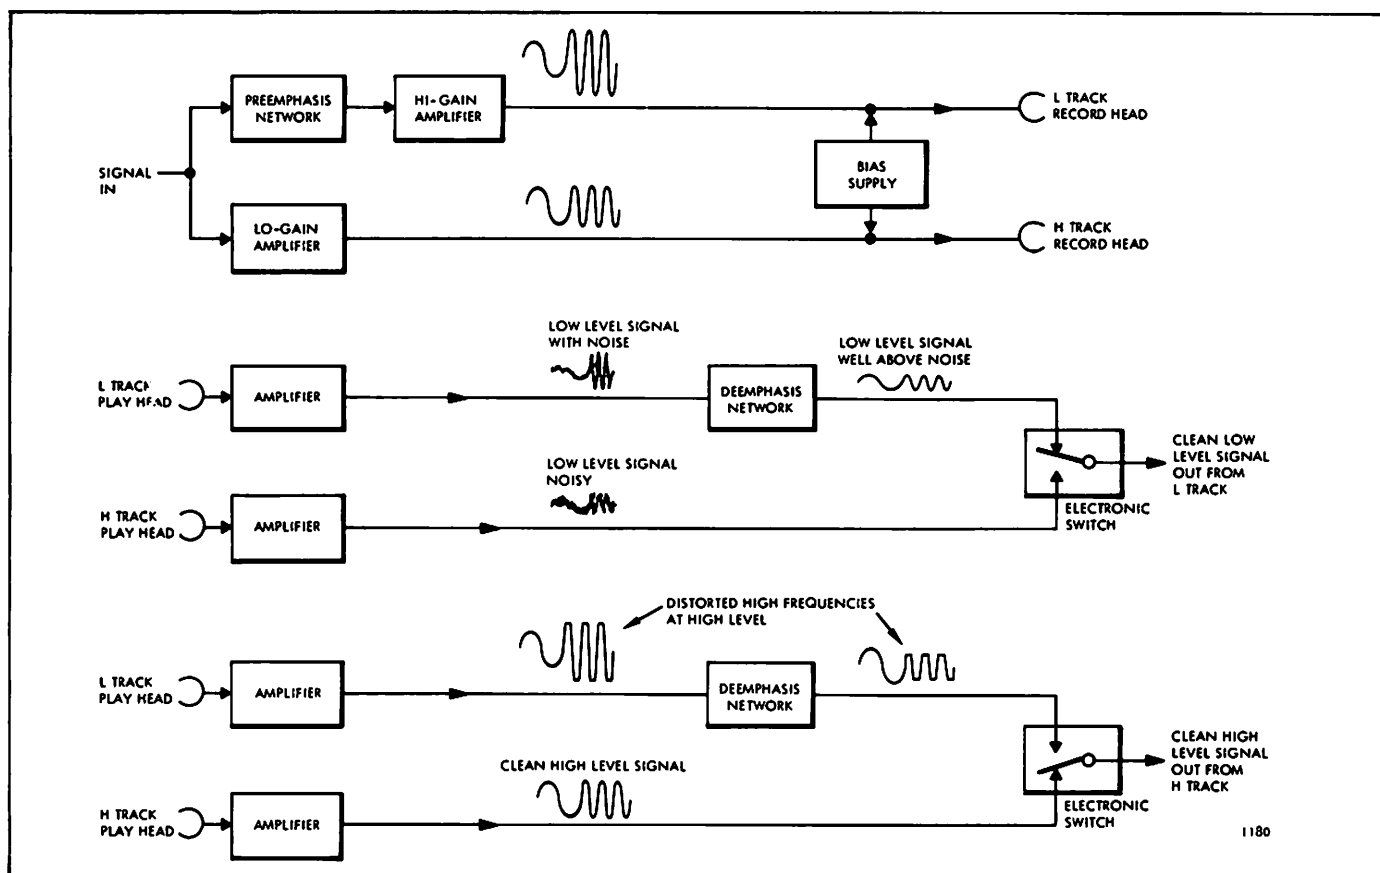 PREEMPHASIS
NETWORK
HI-GAIN
AMPLIFIER
L TRACK
RECORD HEAD
SIGNAL
IN
BIAS
SUPPLY
LO-GAIN
AMPLIFIER
H TRACK
RECORD HEAD
LOW LEVEL SIGNAL
WITH NOISE
LOW LEVEL SIGNAL
WELL ABOVE NOISE
L TRACK
PLAY HEAD
AMPLIFIER
DEEMPHASIS
NETWORK
CLEAN LOW
LEVEL SIGNAL
OUT FROM
L TRACK
LOW LEVEL SIGNAL
NOISY
H TRACK
PLAY HEAD
AMPLIFIER
ELECTRONIC
SWITCH
DISTORTED HIGH FREQUENCIES
AT HIGH LEVEL
L TRACK
PLAY HEAD
AMPLIFIER
DEEMPHASIS
NETWORK
CLEAN HIGH
LEVEL SIGNAL
OUT FROM
H TRACK
CLEAN HIGH LEVEL SIGNAL
H TRACK
PLAY HEAD
AMPLIFIER
ELECTRONIC
SWITCH
1180